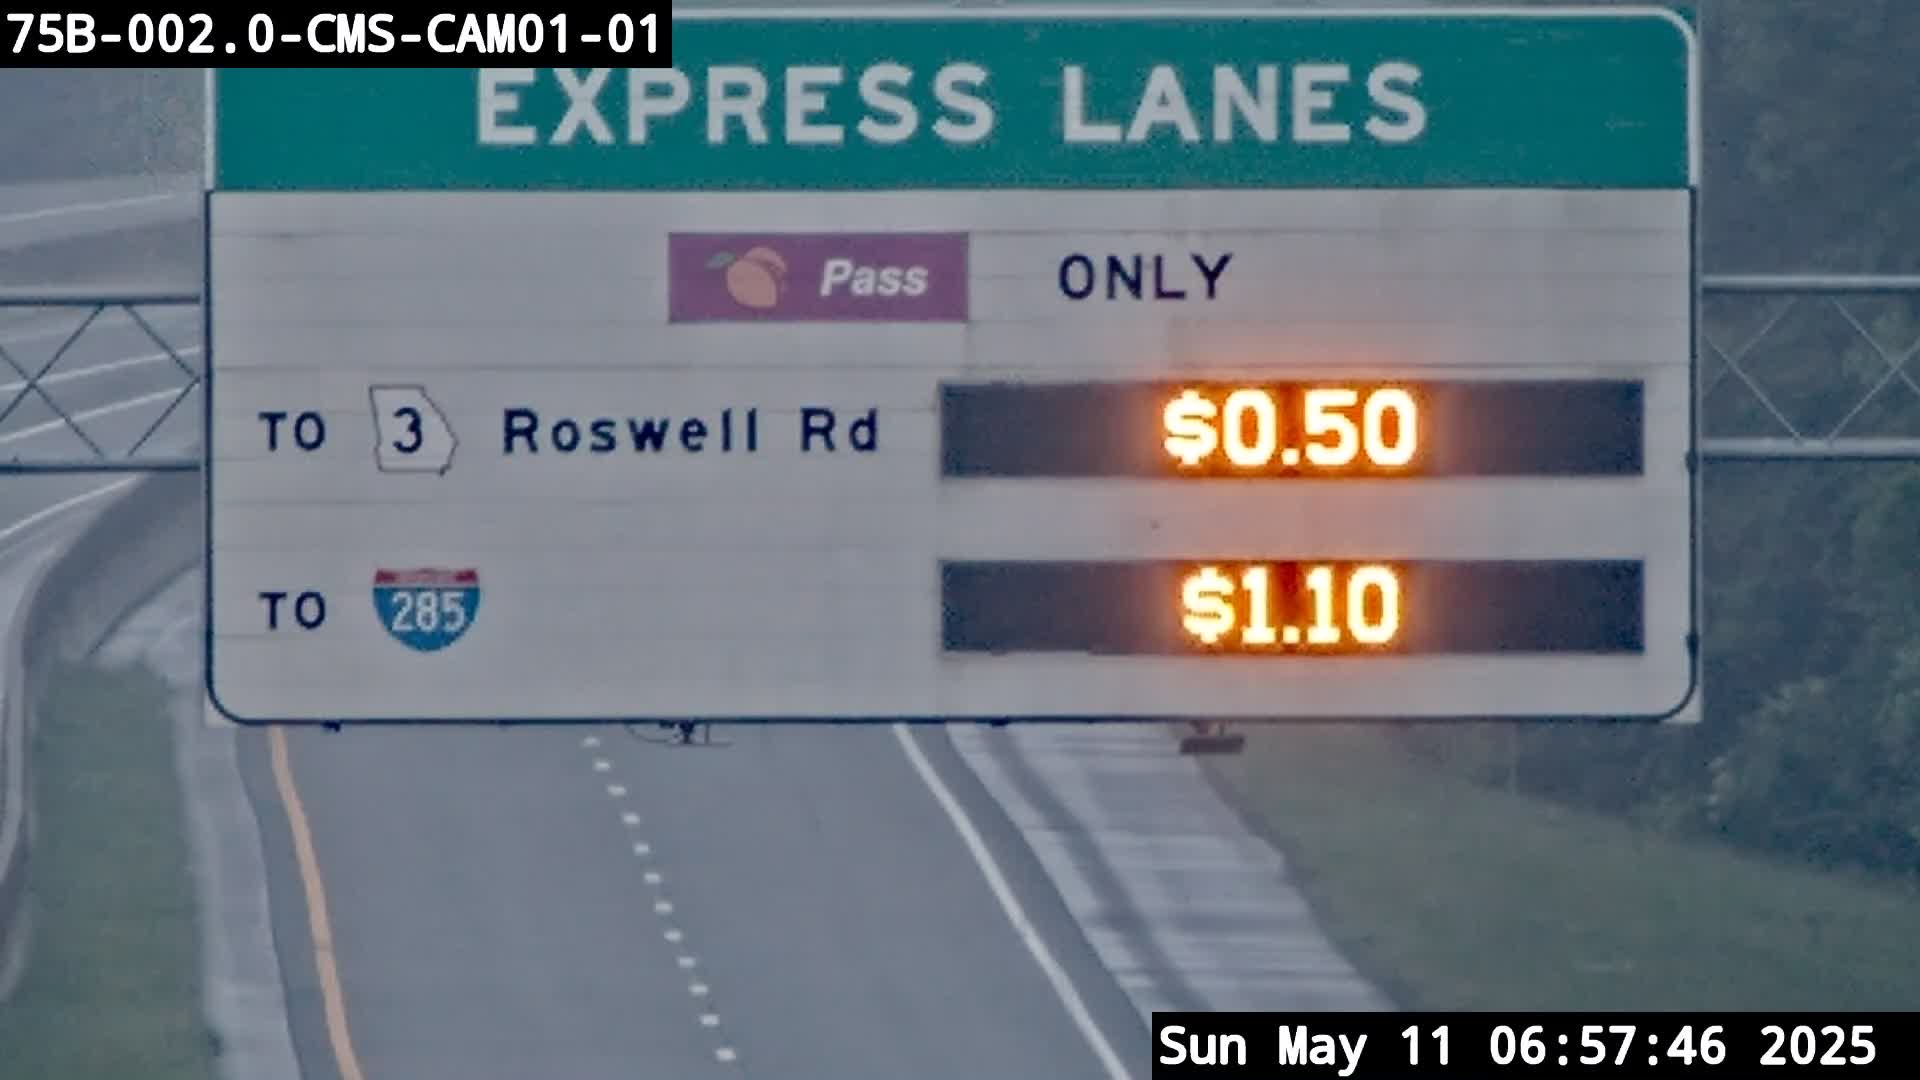 75B-002.0-CMS-CAM01-01
EXPRESS LANES
Pass ONLY
TO 3 Roswell Rd $0.50
TO 285 $1.10
Sun May 11 06:57:46 2025